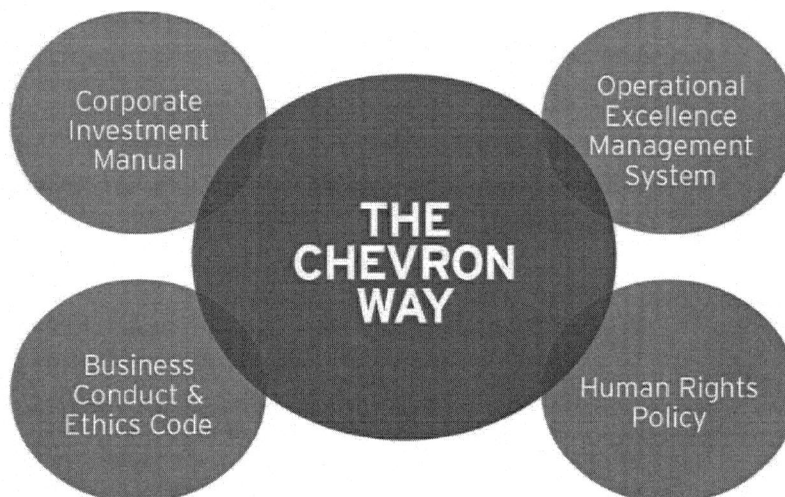 Corporate
Investment
Manual
Operational
Excellence
Management
System
THE
CHEVRON
WAY
Business
Conduct &
Ethics Code
Human Rights
Policy